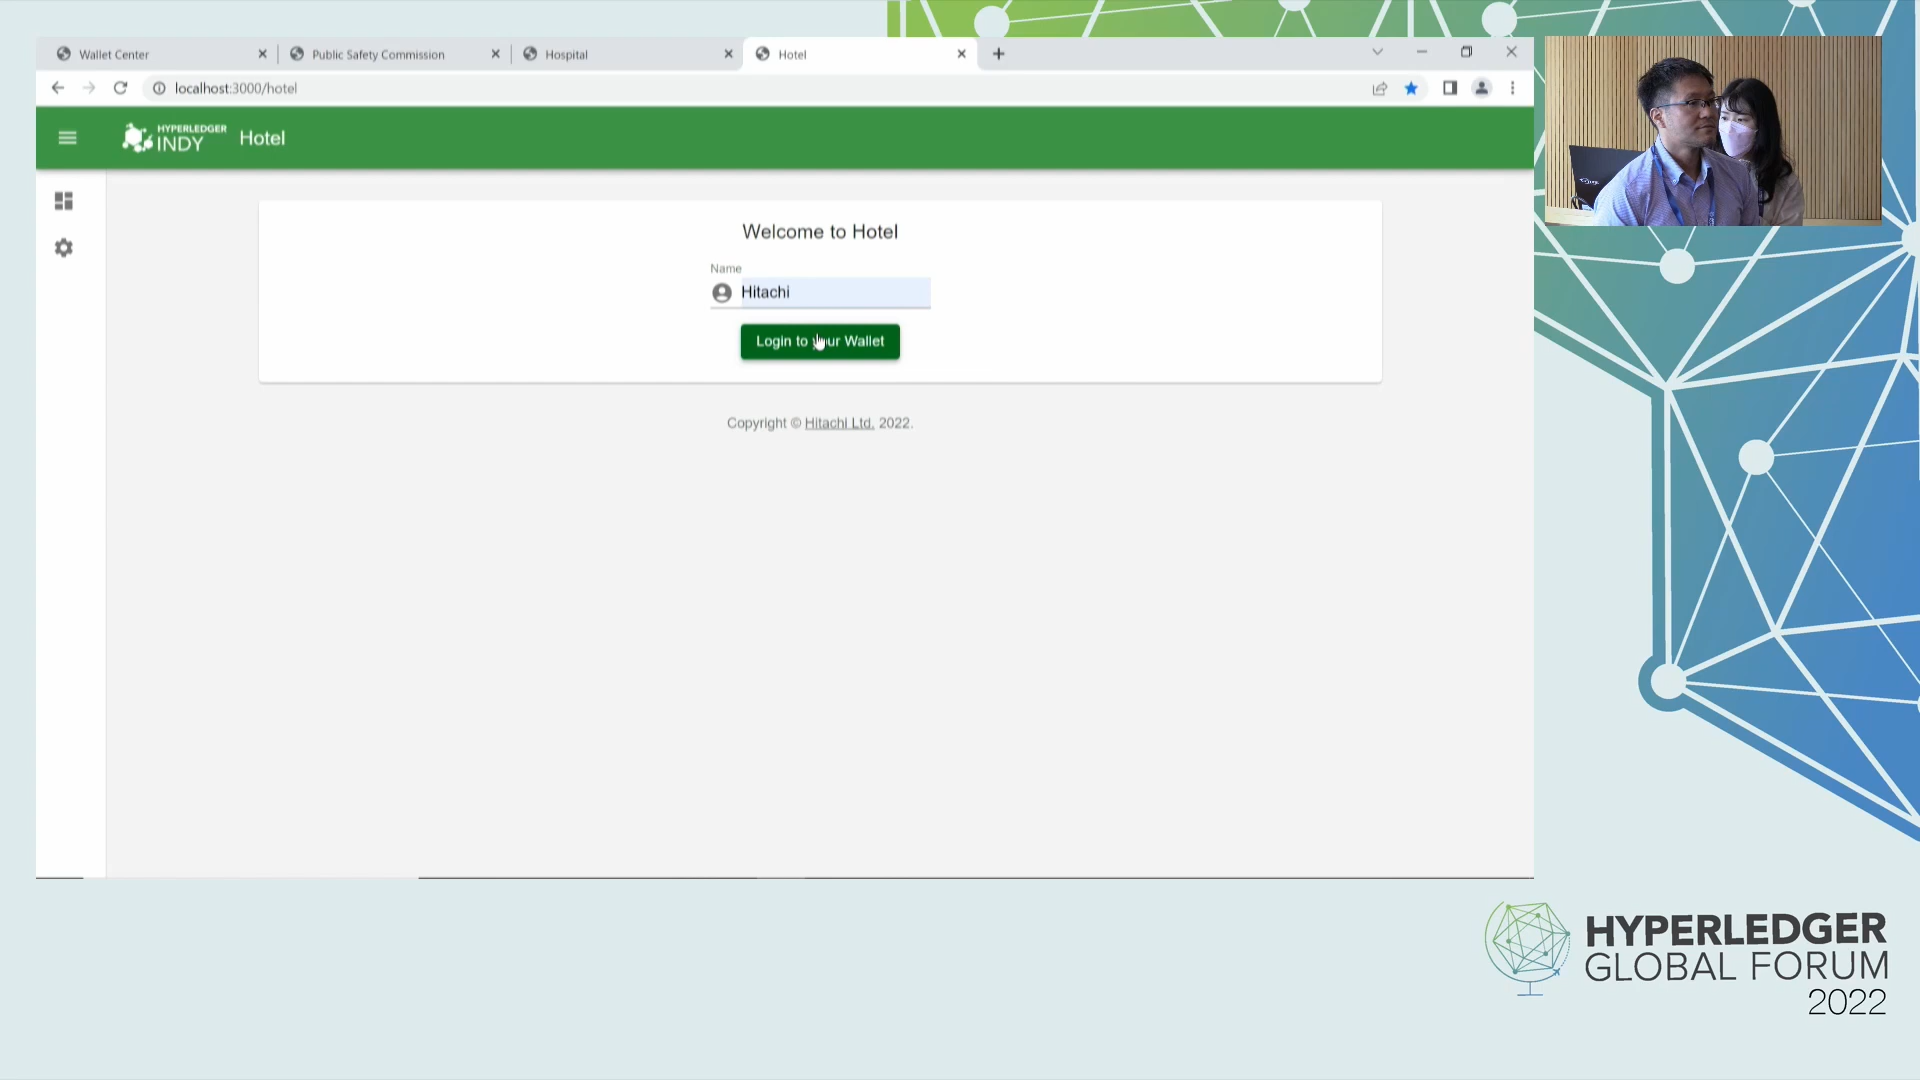 Wallet Center
Public Safety Commission
Hospital
Hotel
localhost:3000/hotel
HYPERLEDGER
INDY
Hotel
Welcome to Hotel
Name
Hitachi
Login to your Wallet
Copyright © Hitachi Ltd. 2022.
HYPERLEDGER
GLOBAL FORUM
2022